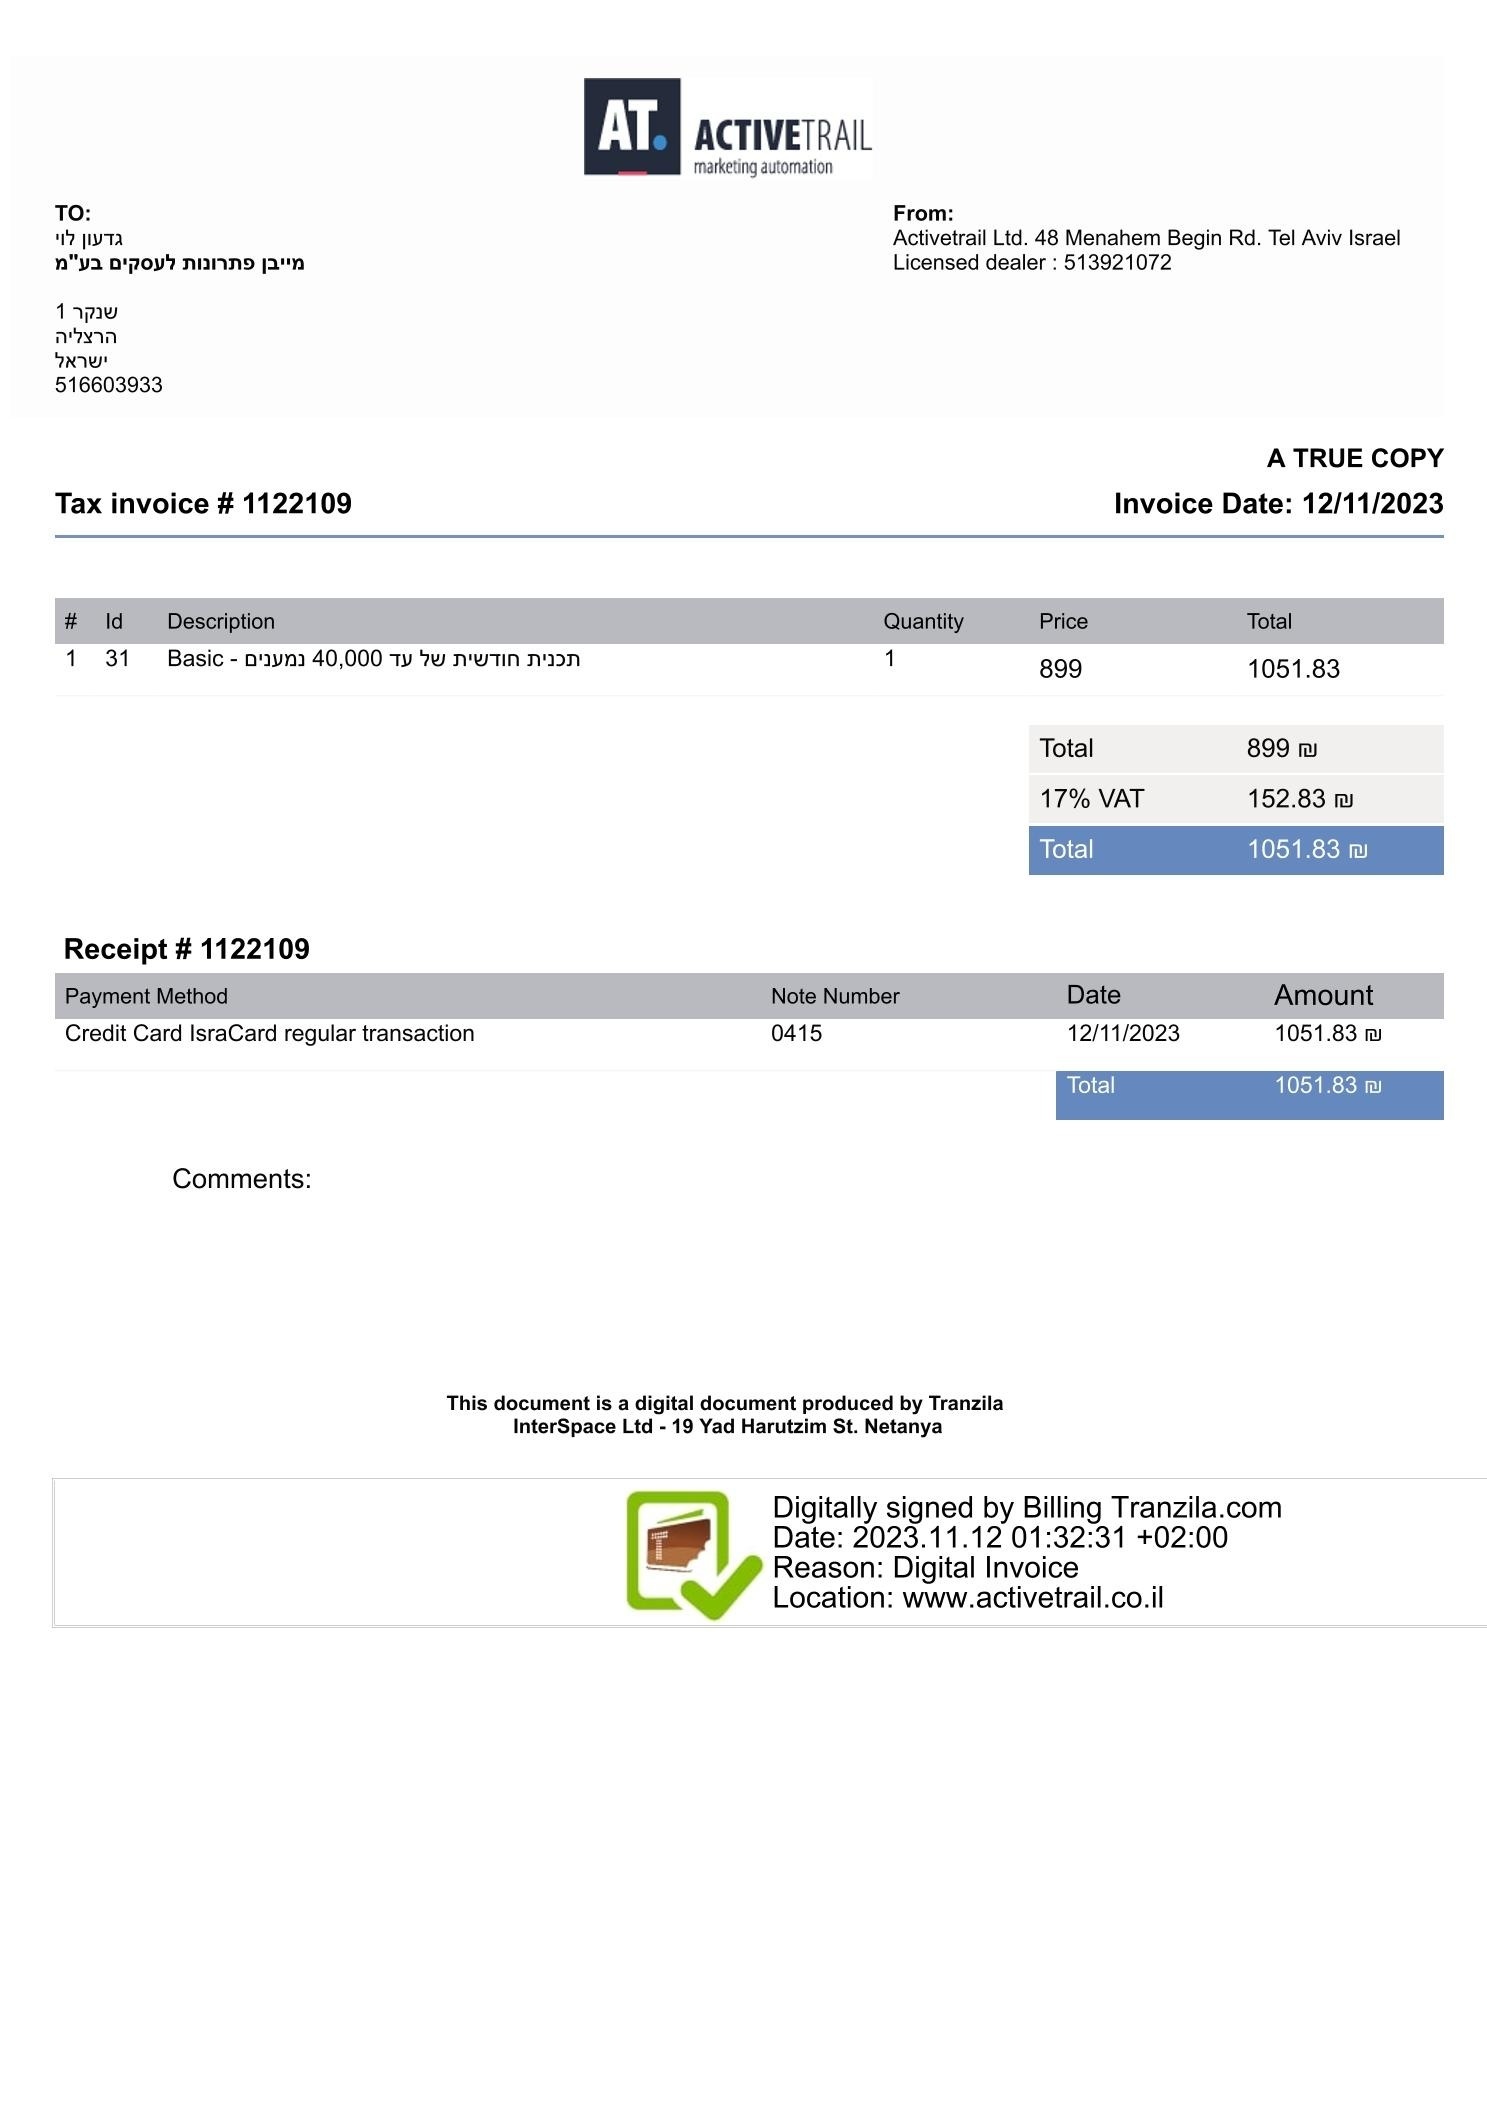 AT. ACTIVETRAIL
marketing automation
TO:
גדעון לוי
מייבן פתרונות לעסקים בע"מ
שנקר 1
הרצליה
ישראל
516603933
From:
Activetrail Ltd. 48 Menahem Begin Rd. Tel Aviv Israel
Licensed dealer : 513921072
A TRUE COPY
Tax invoice # 1122109 Invoice Date: 12/11/2023
# Id Description Quantity Price Total
1 31 Basic - תכנית חודשית של עד 40,000 נמענים 1 899 1051.83
Total 899 ₪
17% VAT 152.83 ₪
Total 1051.83 ₪
Receipt # 1122109
Payment Method Note Number Date Amount
Credit Card IsraCard regular transaction 0415 12/11/2023 1051.83 ₪
Total 1051.83 ₪
Comments:
This document is a digital document produced by Tranzila
InterSpace Ltd - 19 Yad Harutzim St. Netanya
Digitally signed by Billing Tranzila.com
Date: 2023.11.12 01:32:31 +02:00
Reason: Digital Invoice
Location: www.activetrail.co.il